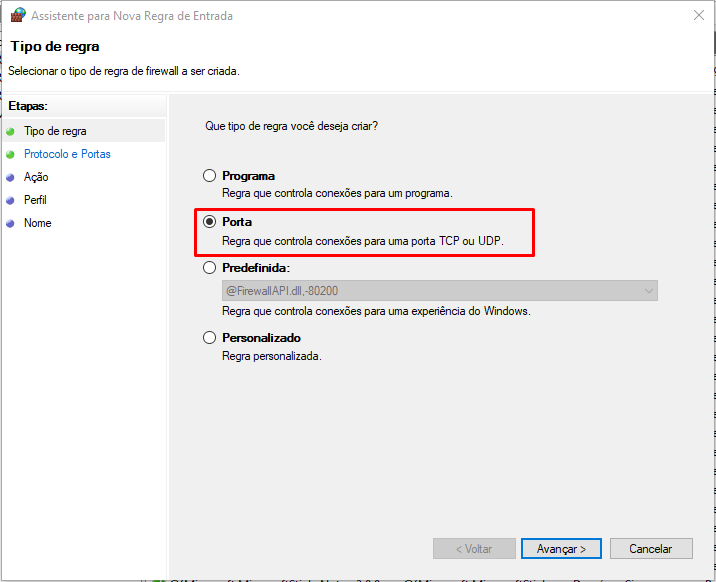 Assistente para Nova Regra de Entrada
Tipo de regra
Selecionar o tipo de regra de firewall a ser criada.
Etapas:
Tipo de regra
Protocolo e Portas
Ação
Perfil
Nome
Que tipo de regra você deseja criar?
Programa
Regra que controla conexões para um programa.
Porta
Regra que controla conexões para uma porta TCP ou UDP.
Predefinida:
@FirewallAPI.dll,-80200
Regra que controla conexões para uma experiência do Windows.
Personalizado
Regra personalizada.
< Voltar
Avançar >
Cancelar